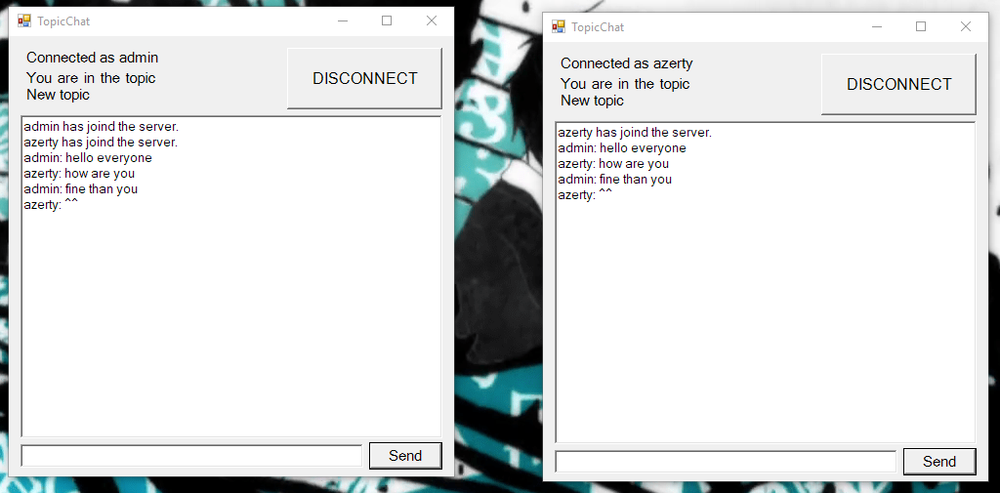 TopicChat
Connected as admin
You are in the topic
New topic
DISCONNECT
admin has joind the server.
azerty has joind the server.
admin: hello everyone
azerty: how are you
admin: fine than you
azerty: ^^
Send
TopicChat
Connected as azerty
You are in the topic
New topic
DISCONNECT
azerty has joind the server.
admin: hello everyone
azerty: how are you
admin: fine than you
azerty: ^^
Send